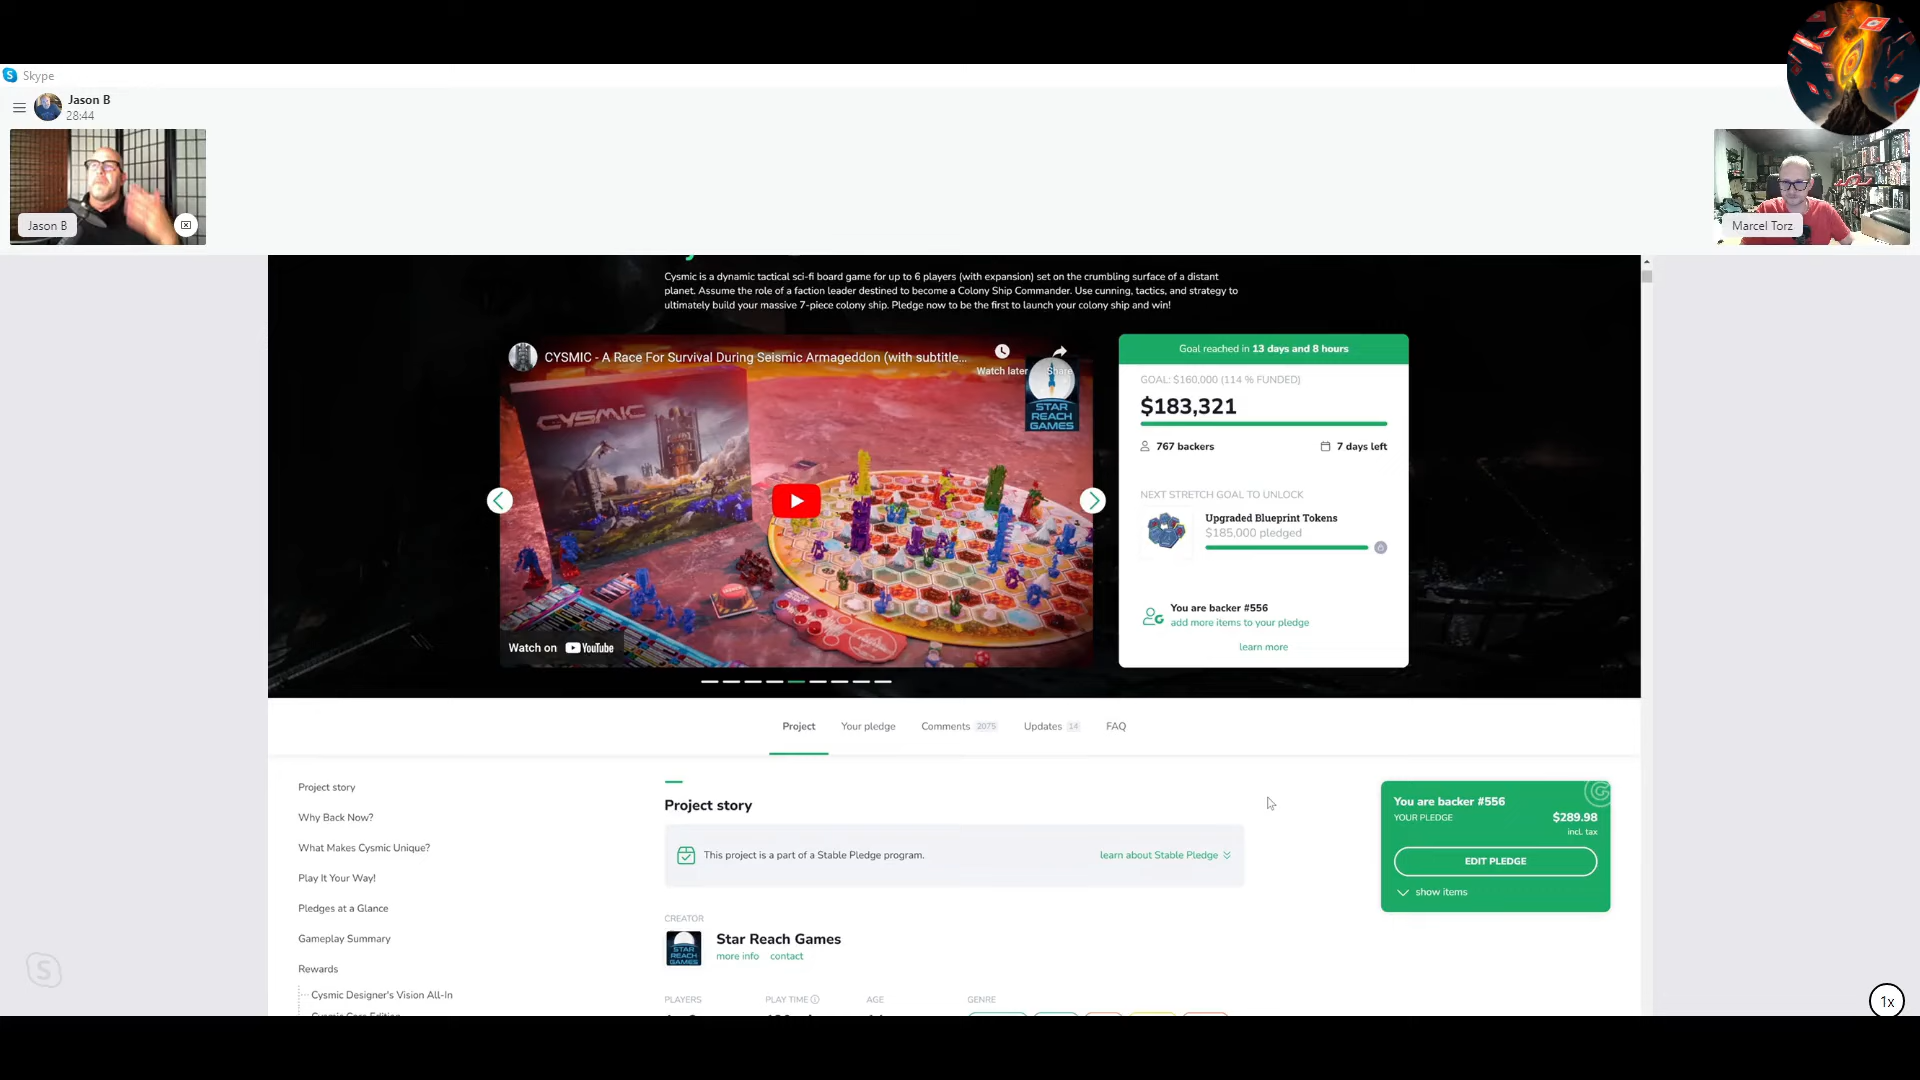 Skype
Jason B
28:44
Jason B
Marcel Torz
Cysmic is a dynamic tactical sci-fi board game for up to 6 players (with expansion) set on the crumbling surface of a distant
planet. Assume the role of a faction leader destined to become a Colony Ship Commander. Use cunning, tactics, and strategy to
ultimately build your massive 7-piece colony ship. Pledge now to be the first to launch your colony ship and win!
CYSMIC - A Race For Survival During Seismic Armageddon (with subtitle...
Watch later
Share
CYSMIC
STAR
REACH
GAMES
Watch on YouTube
Goal reached in 13 days and 8 hours
GOAL: $160,000 (114 % FUNDED)
$183,321
767 backers
7 days left
NEXT STRETCH GOAL TO UNLOCK
Upgraded Blueprint Tokens
$185,000 pledged
You are backer #556
add more items to your pledge
learn more
Project
Your pledge
Comments 2075
Updates 14
FAQ
Project story
Why Back Now?
What Makes Cysmic Unique?
Play It Your Way!
Pledges at a Glance
Gameplay Summary
Rewards
Cysmic Designer's Vision All-In
Cysmic Core Edition
Project story
This project is a part of a Stable Pledge program.
learn about Stable Pledge
CREATOR
STAR
REACH
GAMES
Star Reach Games
more info contact
PLAYERS
PLAY TIME
AGE
GENRE
You are backer #556
YOUR PLEDGE
$289.98
incl. tax
EDIT PLEDGE
show items
1x